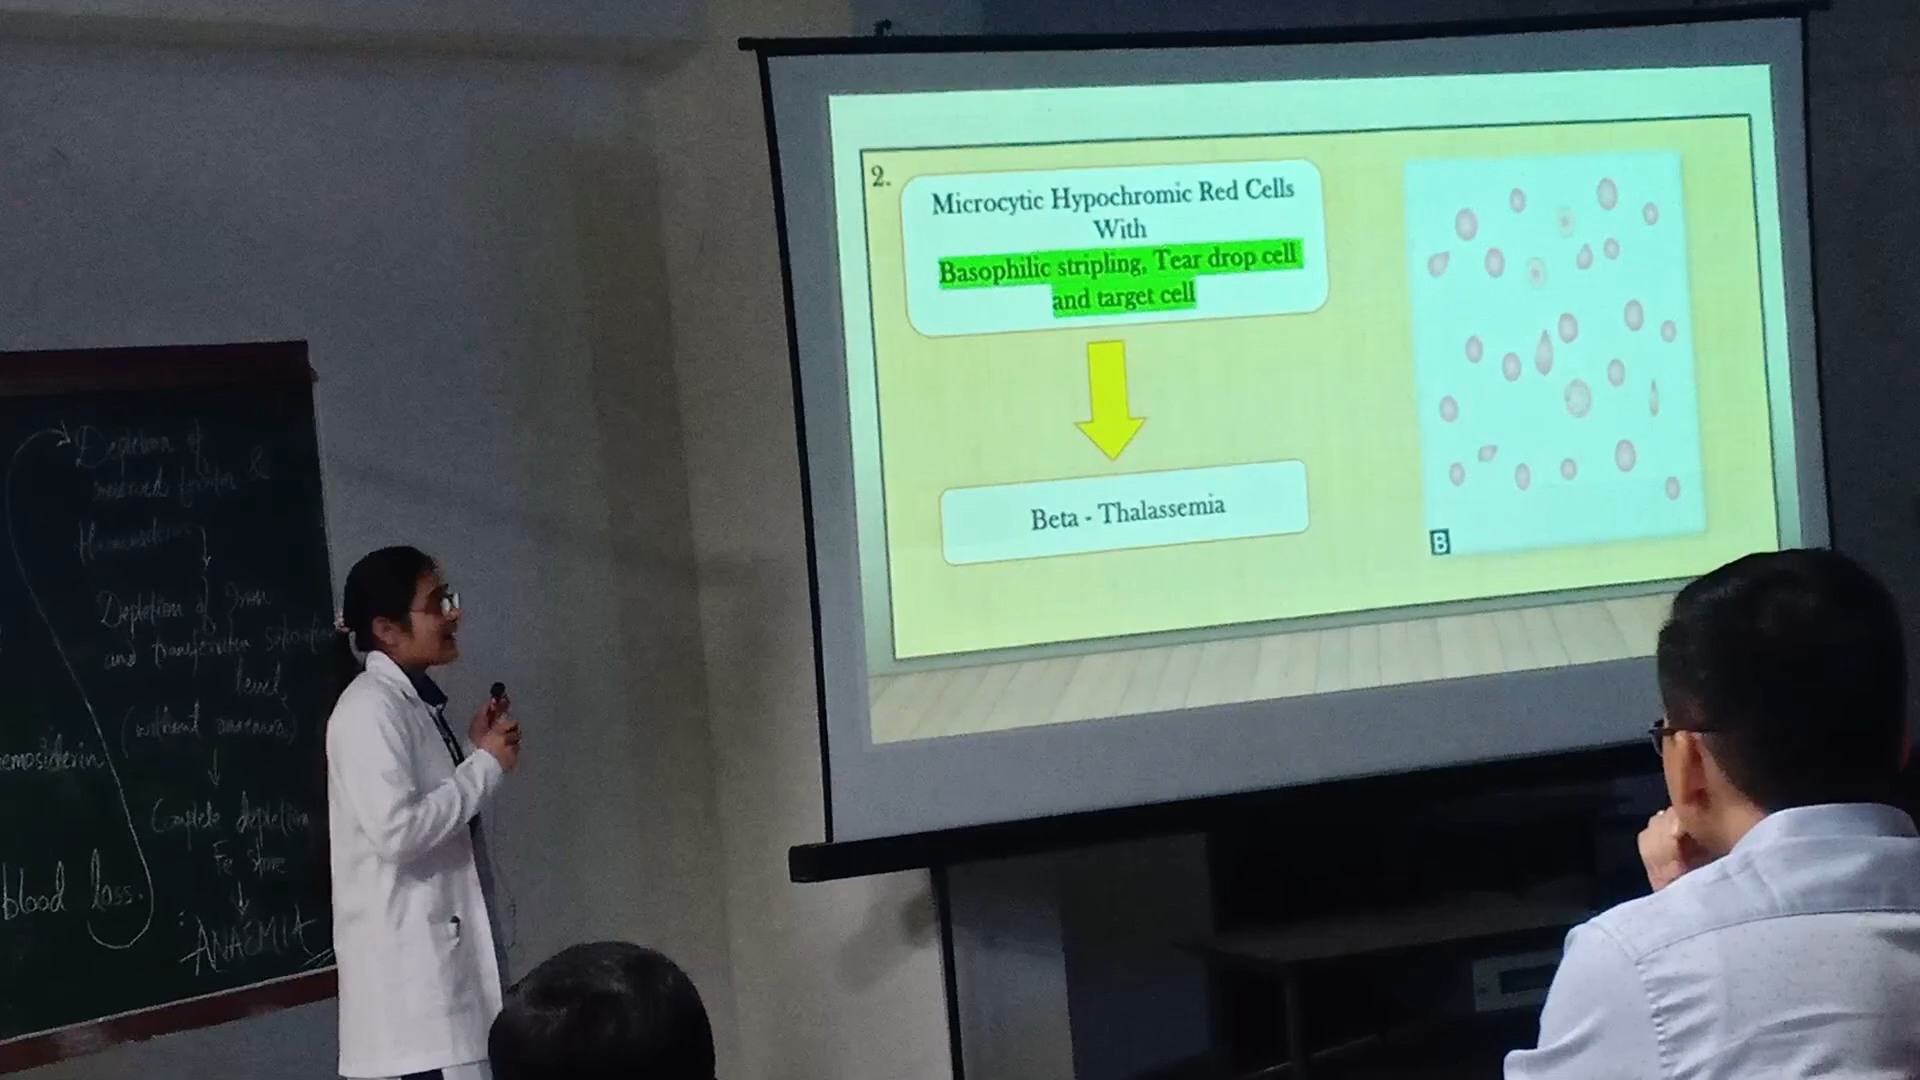 2.
Microcytic Hypochromic Red Cells
With
Basophilic stripling, Tear drop cell
and target cell
Beta - Thalassemia
B
Depletion of
Depletion of Iron
and
level
(without
Complete depletion
Fe store
ANAEMIA
emosiderin
blood loss.